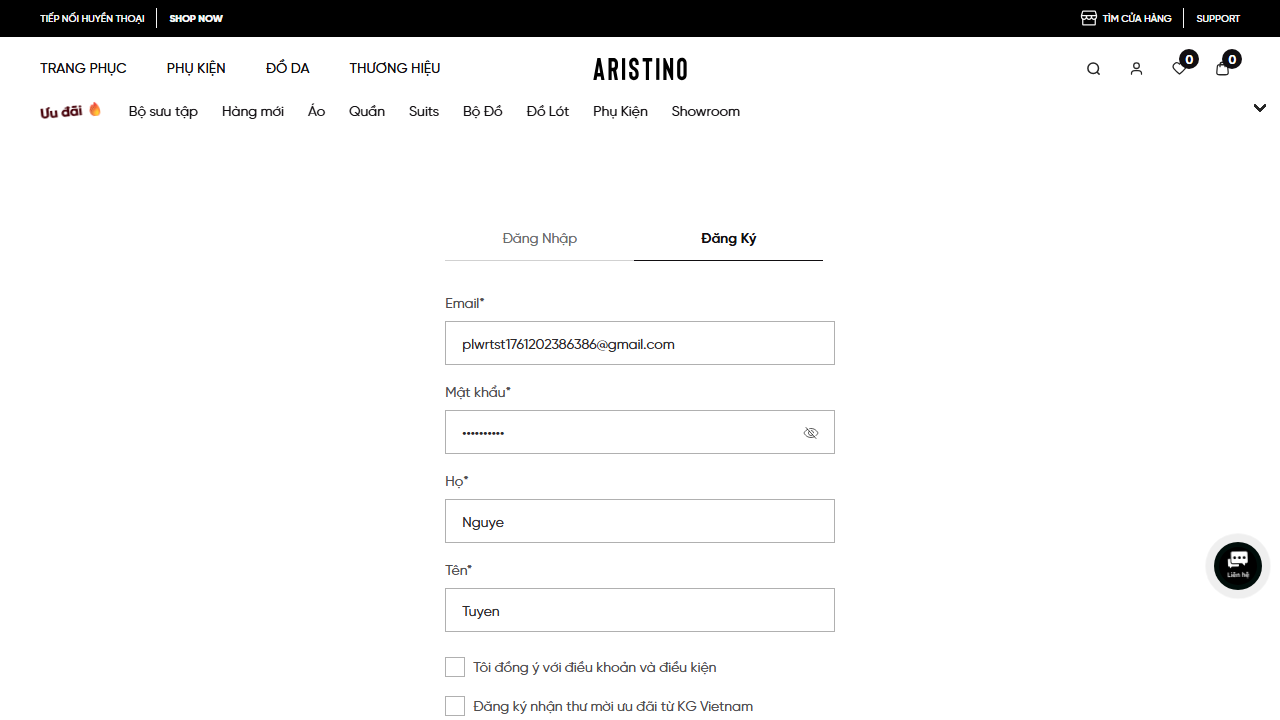 TIẾP NỐI HUYỀN THOẠI SHOP NOW TÌM CỬA HÀNG SUPPORT
TRANG PHỤC PHỤ KIỆN ĐỒ DA THƯƠNG HIỆU ARISTINO 0 0
Ưu đãi Bộ sưu tập Hàng mới Áo Quần Suits Bộ Đồ Đồ Lót Phụ Kiện Showroom
Đăng Nhập Đăng Ký
Email*
plwrtst1761202386386@gmail.com
Mật khẩu*
••••••••••
Họ*
Nguye
Liên hệ
Tên*
Tuyen
Tôi đồng ý với điều khoản và điều kiện
Đăng ký nhận thư mời ưu đãi từ KG Vietnam